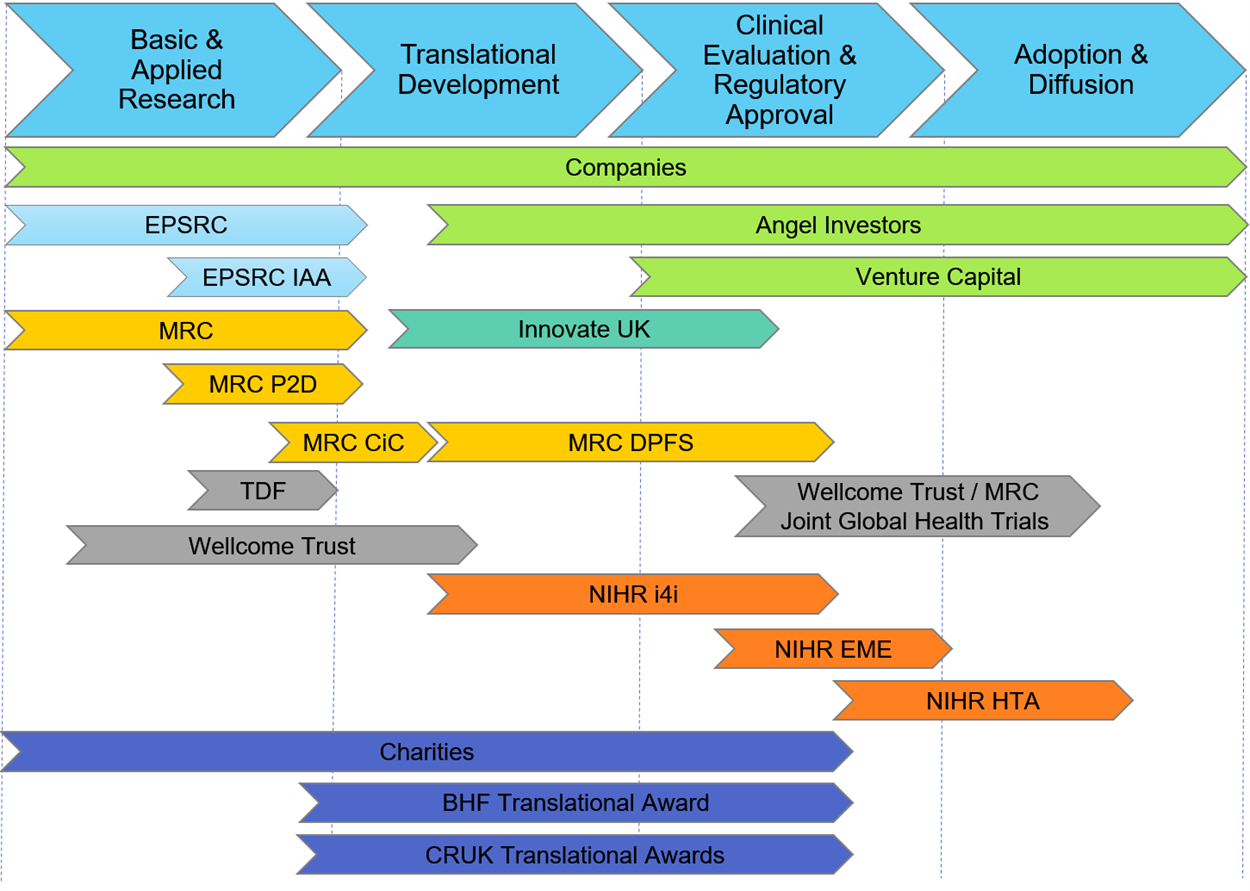 Basic &
Applied
Research
Translational
Development
Clinical
Evaluation &
Regulatory
Approval
Adoption &
Diffusion
Companies
EPSRC
Angel Investors
EPSRC IAA
Venture Capital
MRC
Innovate UK
MRC P2D
MRC CiC
MRC DPFS
TDF
Wellcome Trust / MRC
Joint Global Health Trials
Wellcome Trust
NIHR i4i
NIHR EME
NIHR HTA
Charities
BHF Translational Award
CRUK Translational Awards